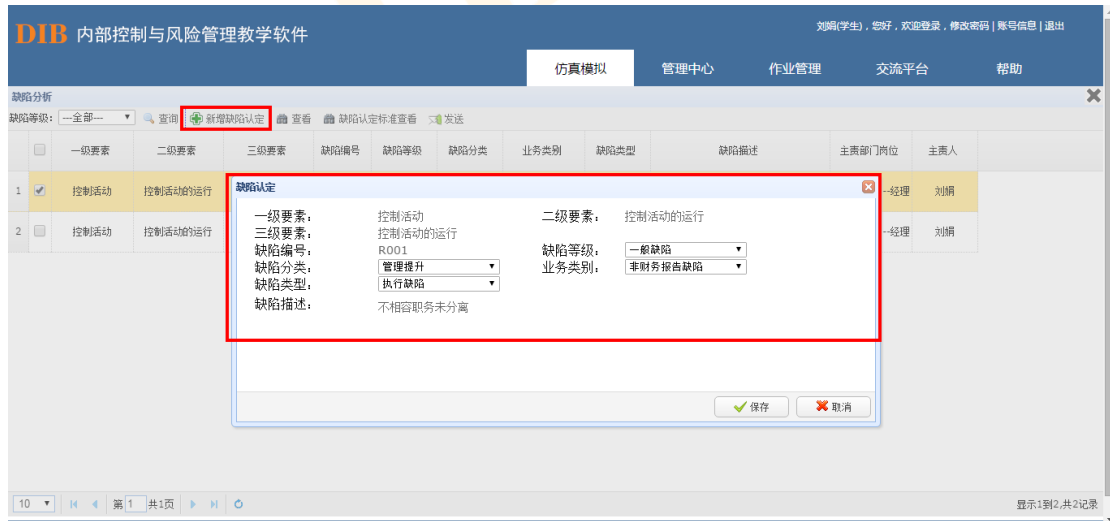 DIB 内部控制与风险管理教学软件
刘娟(学生)，您好，欢迎登录，修改密码 | 账号信息 | 退出
仿真模拟 管理中心 作业管理 交流平台 帮助
缺陷分析
缺陷等级： ---全部--- 查询 新增缺陷认定 查看 缺陷认定标准查看 发送
一级要素 二级要素 三级要素 缺陷编号 缺陷等级 缺陷分类 业务类别 缺陷类型 缺陷描述 主责部门岗位 主责人
1 控制活动 控制活动的运行 --经理 刘娟
2 控制活动 控制活动的运行 --经理 刘娟
缺陷认定
一级要素： 控制活动 二级要素： 控制活动的运行
三级要素： 控制活动的运行
缺陷编号： R001 缺陷等级： 一般缺陷
缺陷分类： 管理提升 业务类别： 非财务报告缺陷
缺陷类型： 执行缺陷
缺陷描述： 不相容职务未分离
保存 取消
10 第 1 共1页 显示1到2,共2记录